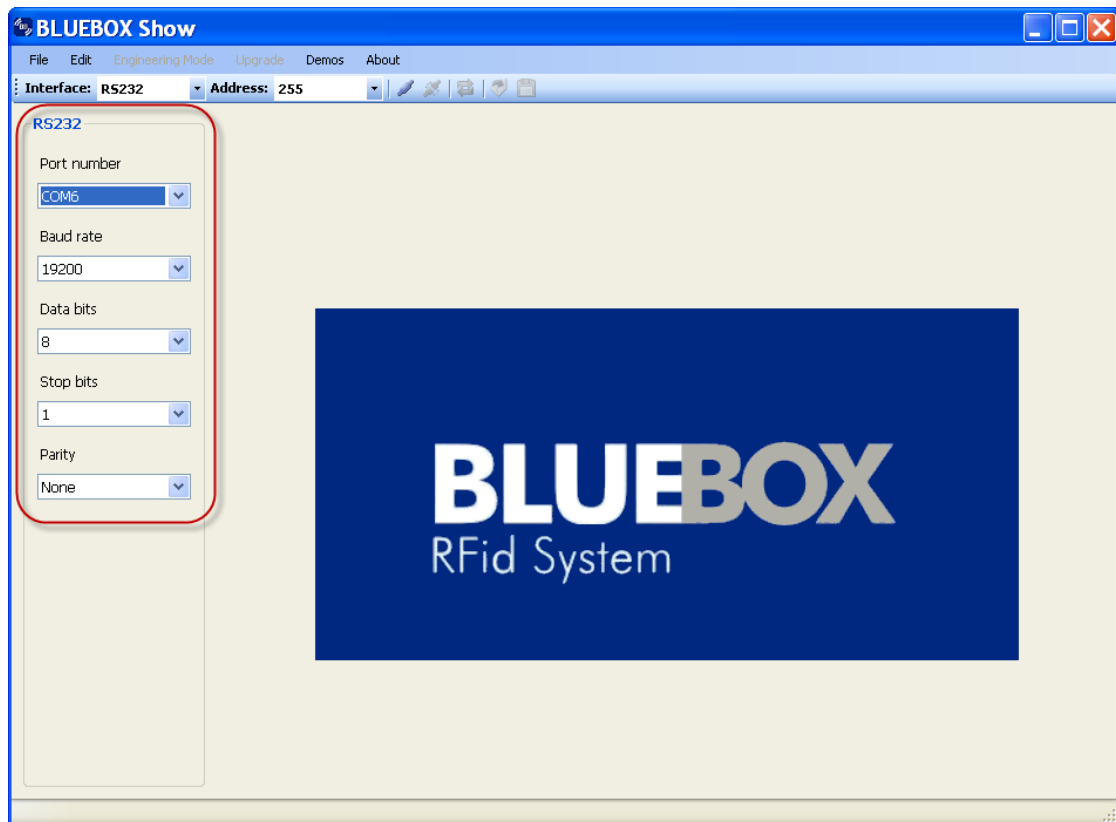 BLUEBOX Show
File Edit Engineering Mode Upgrade Demos About
Interface: RS232 Address: 255
RS232
Port number
COM6
Baud rate
19200
Data bits
8
Stop bits
1
Parity
None
BLUEBOX
RFid System